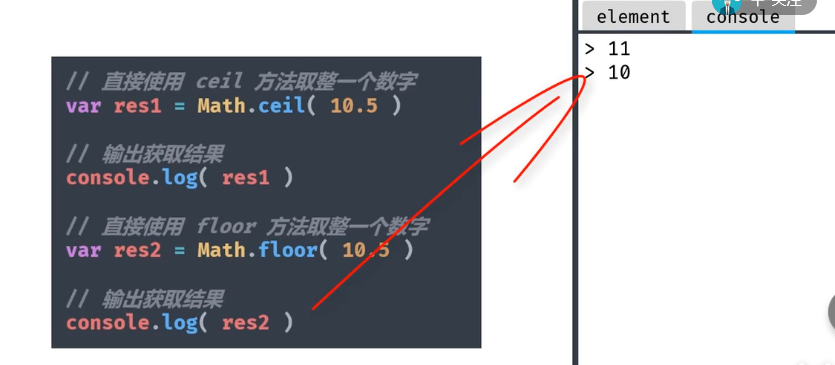 + 关注
element console
// 直接使用 ceil 方法取整一个数字
var res1 = Math.ceil( 10.5 )
// 输出获取结果
console.log( res1 )
// 直接使用 floor 方法取整一个数字
var res2 = Math.floor( 10.5 )
// 输出获取结果
console.log( res2 )
> 11
> 10